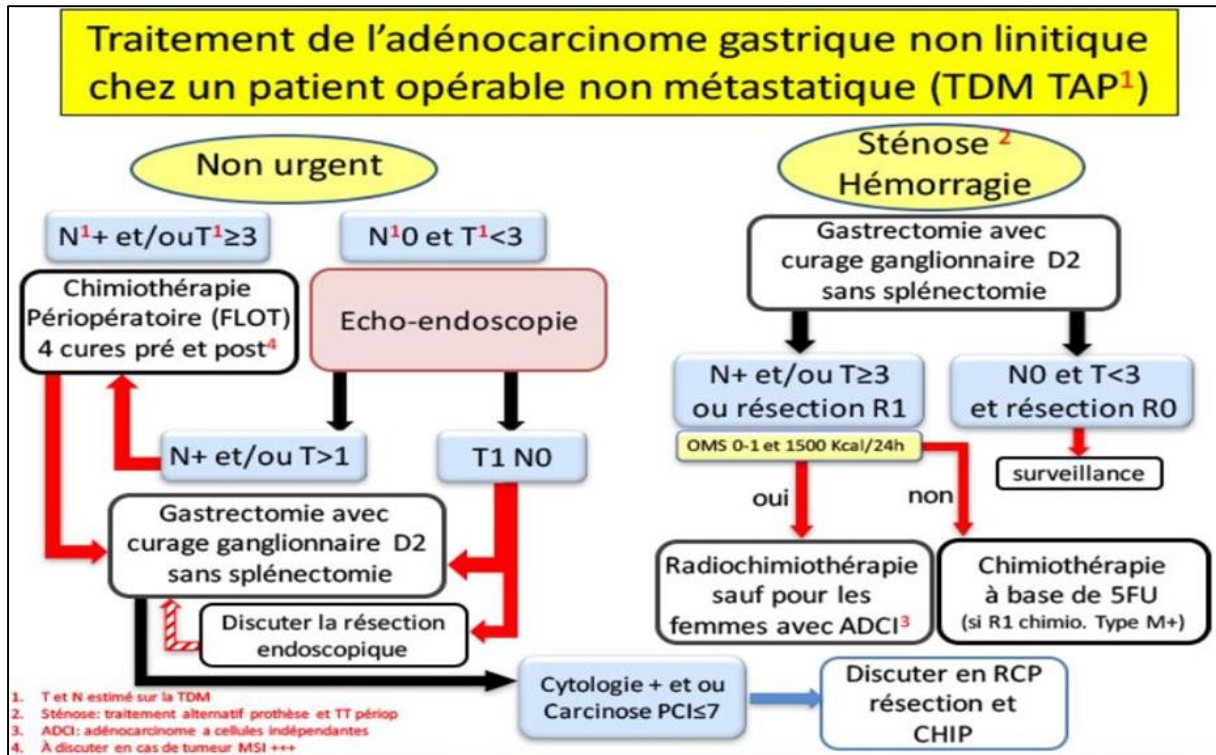 Traitement de l’adénocarcinome gastrique non linitique
chez un patient opérable non métastatique (TDM TAP1)
Non urgent
N1+ et/ouT1≥3
N10 et T1<3
Chimiothérapie
Périopératoire (FLOT)
4 cures pré et post4
Echo-endoscopie
N+ et/ou T>1
T1 N0
Gastrectomie avec
curage ganglionnaire D2
sans splénectomie
Discuter la résection
endoscopique
Sténose 2
Hémorragie
Gastrectomie avec
curage ganglionnaire D2
sans splénectomie
N+ et/ou T≥3
ou résection R1
N0 et T<3
et résection R0
OMS 0-1 et 1500 Kcal/24h
oui
non
surveillance
Radiochimiothérapie
sauf pour les
femmes avec ADCI3
Chimiothérapie
à base de 5FU
(si R1 chimio. Type M+)
Cytologie + et ou
Carcinose PCI≤7
Discuter en RCP
résection et
CHIP
1. T et N estimé sur la TDM
2. Sténose: traitement alternatif prothèse et TT périop
3. ADCI: adénocarcinome a cellules indépendantes
4. À discuter en cas de tumeur MSI +++